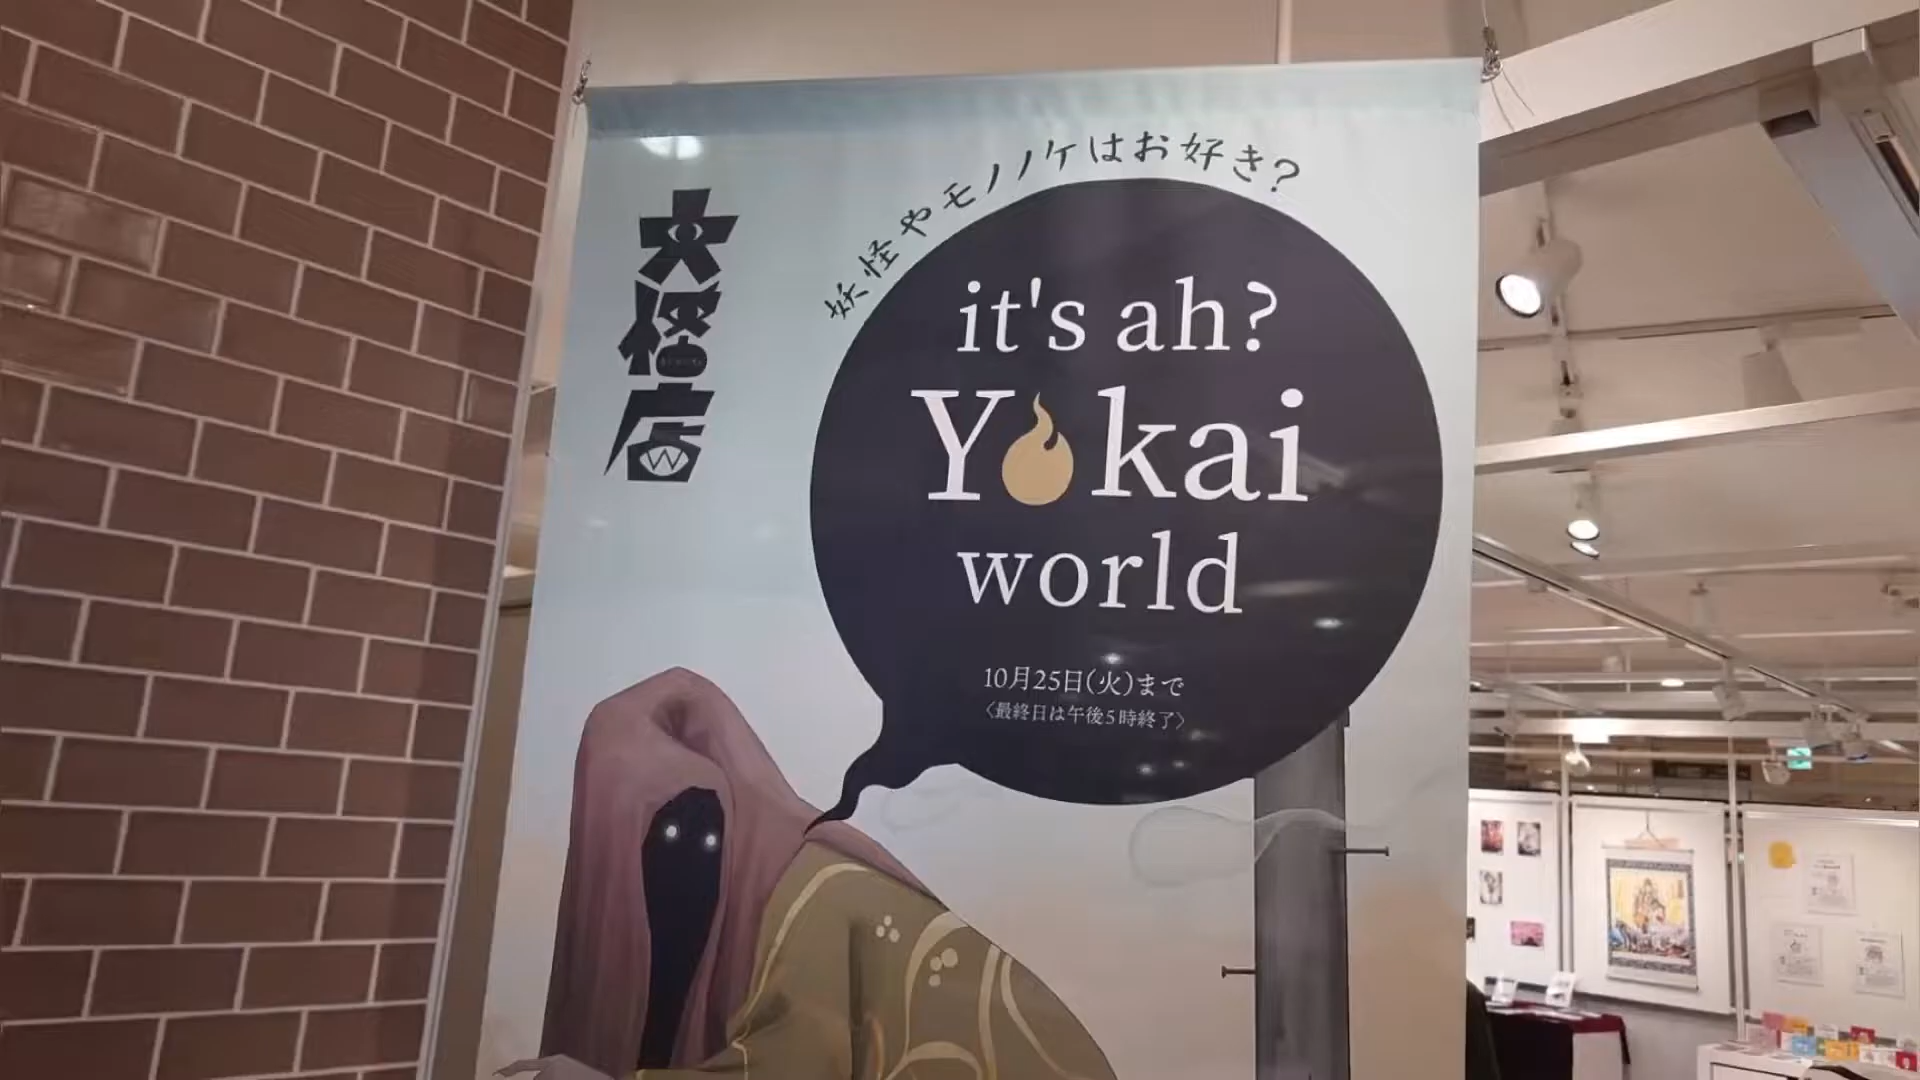 大怪店
妖怪やモノノケはお好き?
it's ah?
Yokai
world
10月25日(火)まで
〈最終日は午後5時終了〉